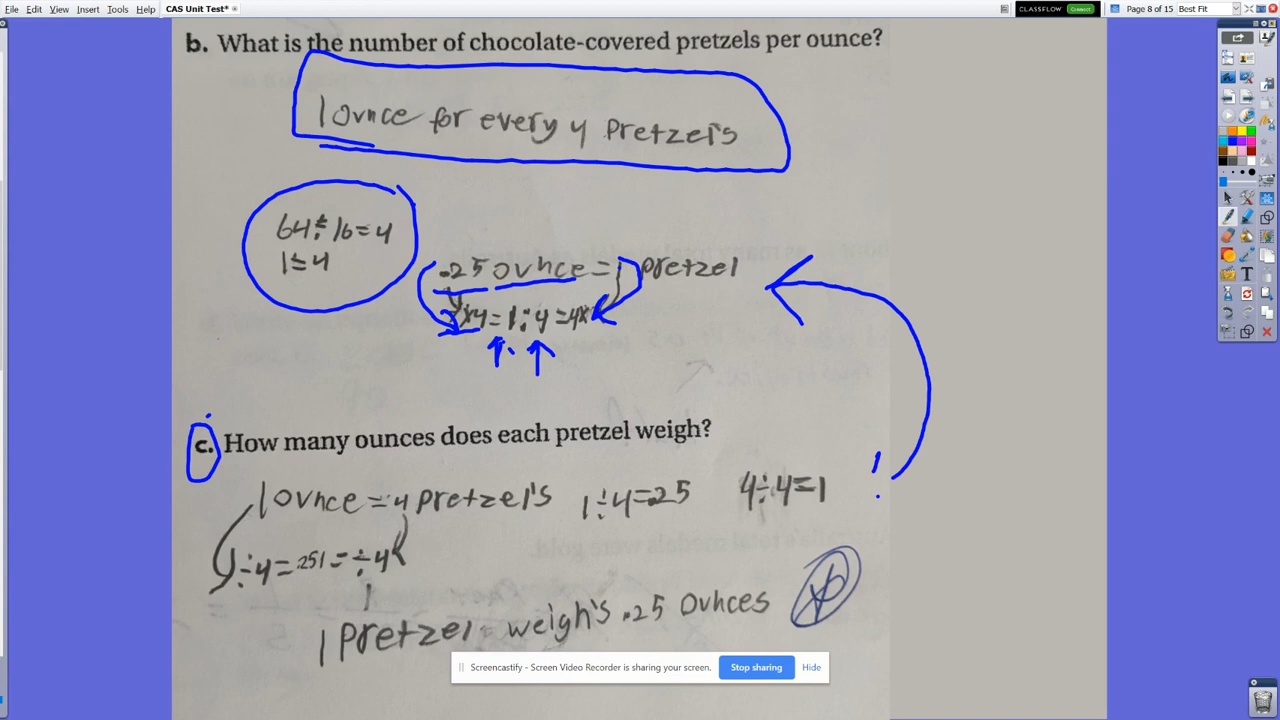 File Edit View Insert Tools Help CAS Unit Test* CLASSFLOW Connect Page 8 of 15 Best Fit
b. What is the number of chocolate-covered pretzels per ounce?
1 ounce for every 4 Pretzel's
64÷16=4
1=4
.25 ounce = 1 pretzel
×4=1÷4=4×
c. How many ounces does each pretzel weigh?
1 ounce = 4 pretzel's 1÷4=.25 4÷4=1
÷4=.251=÷4
1
1 Pretzel = weigh's .25 ounces
Screencastify - Screen Video Recorder is sharing your screen. Stop sharing Hide